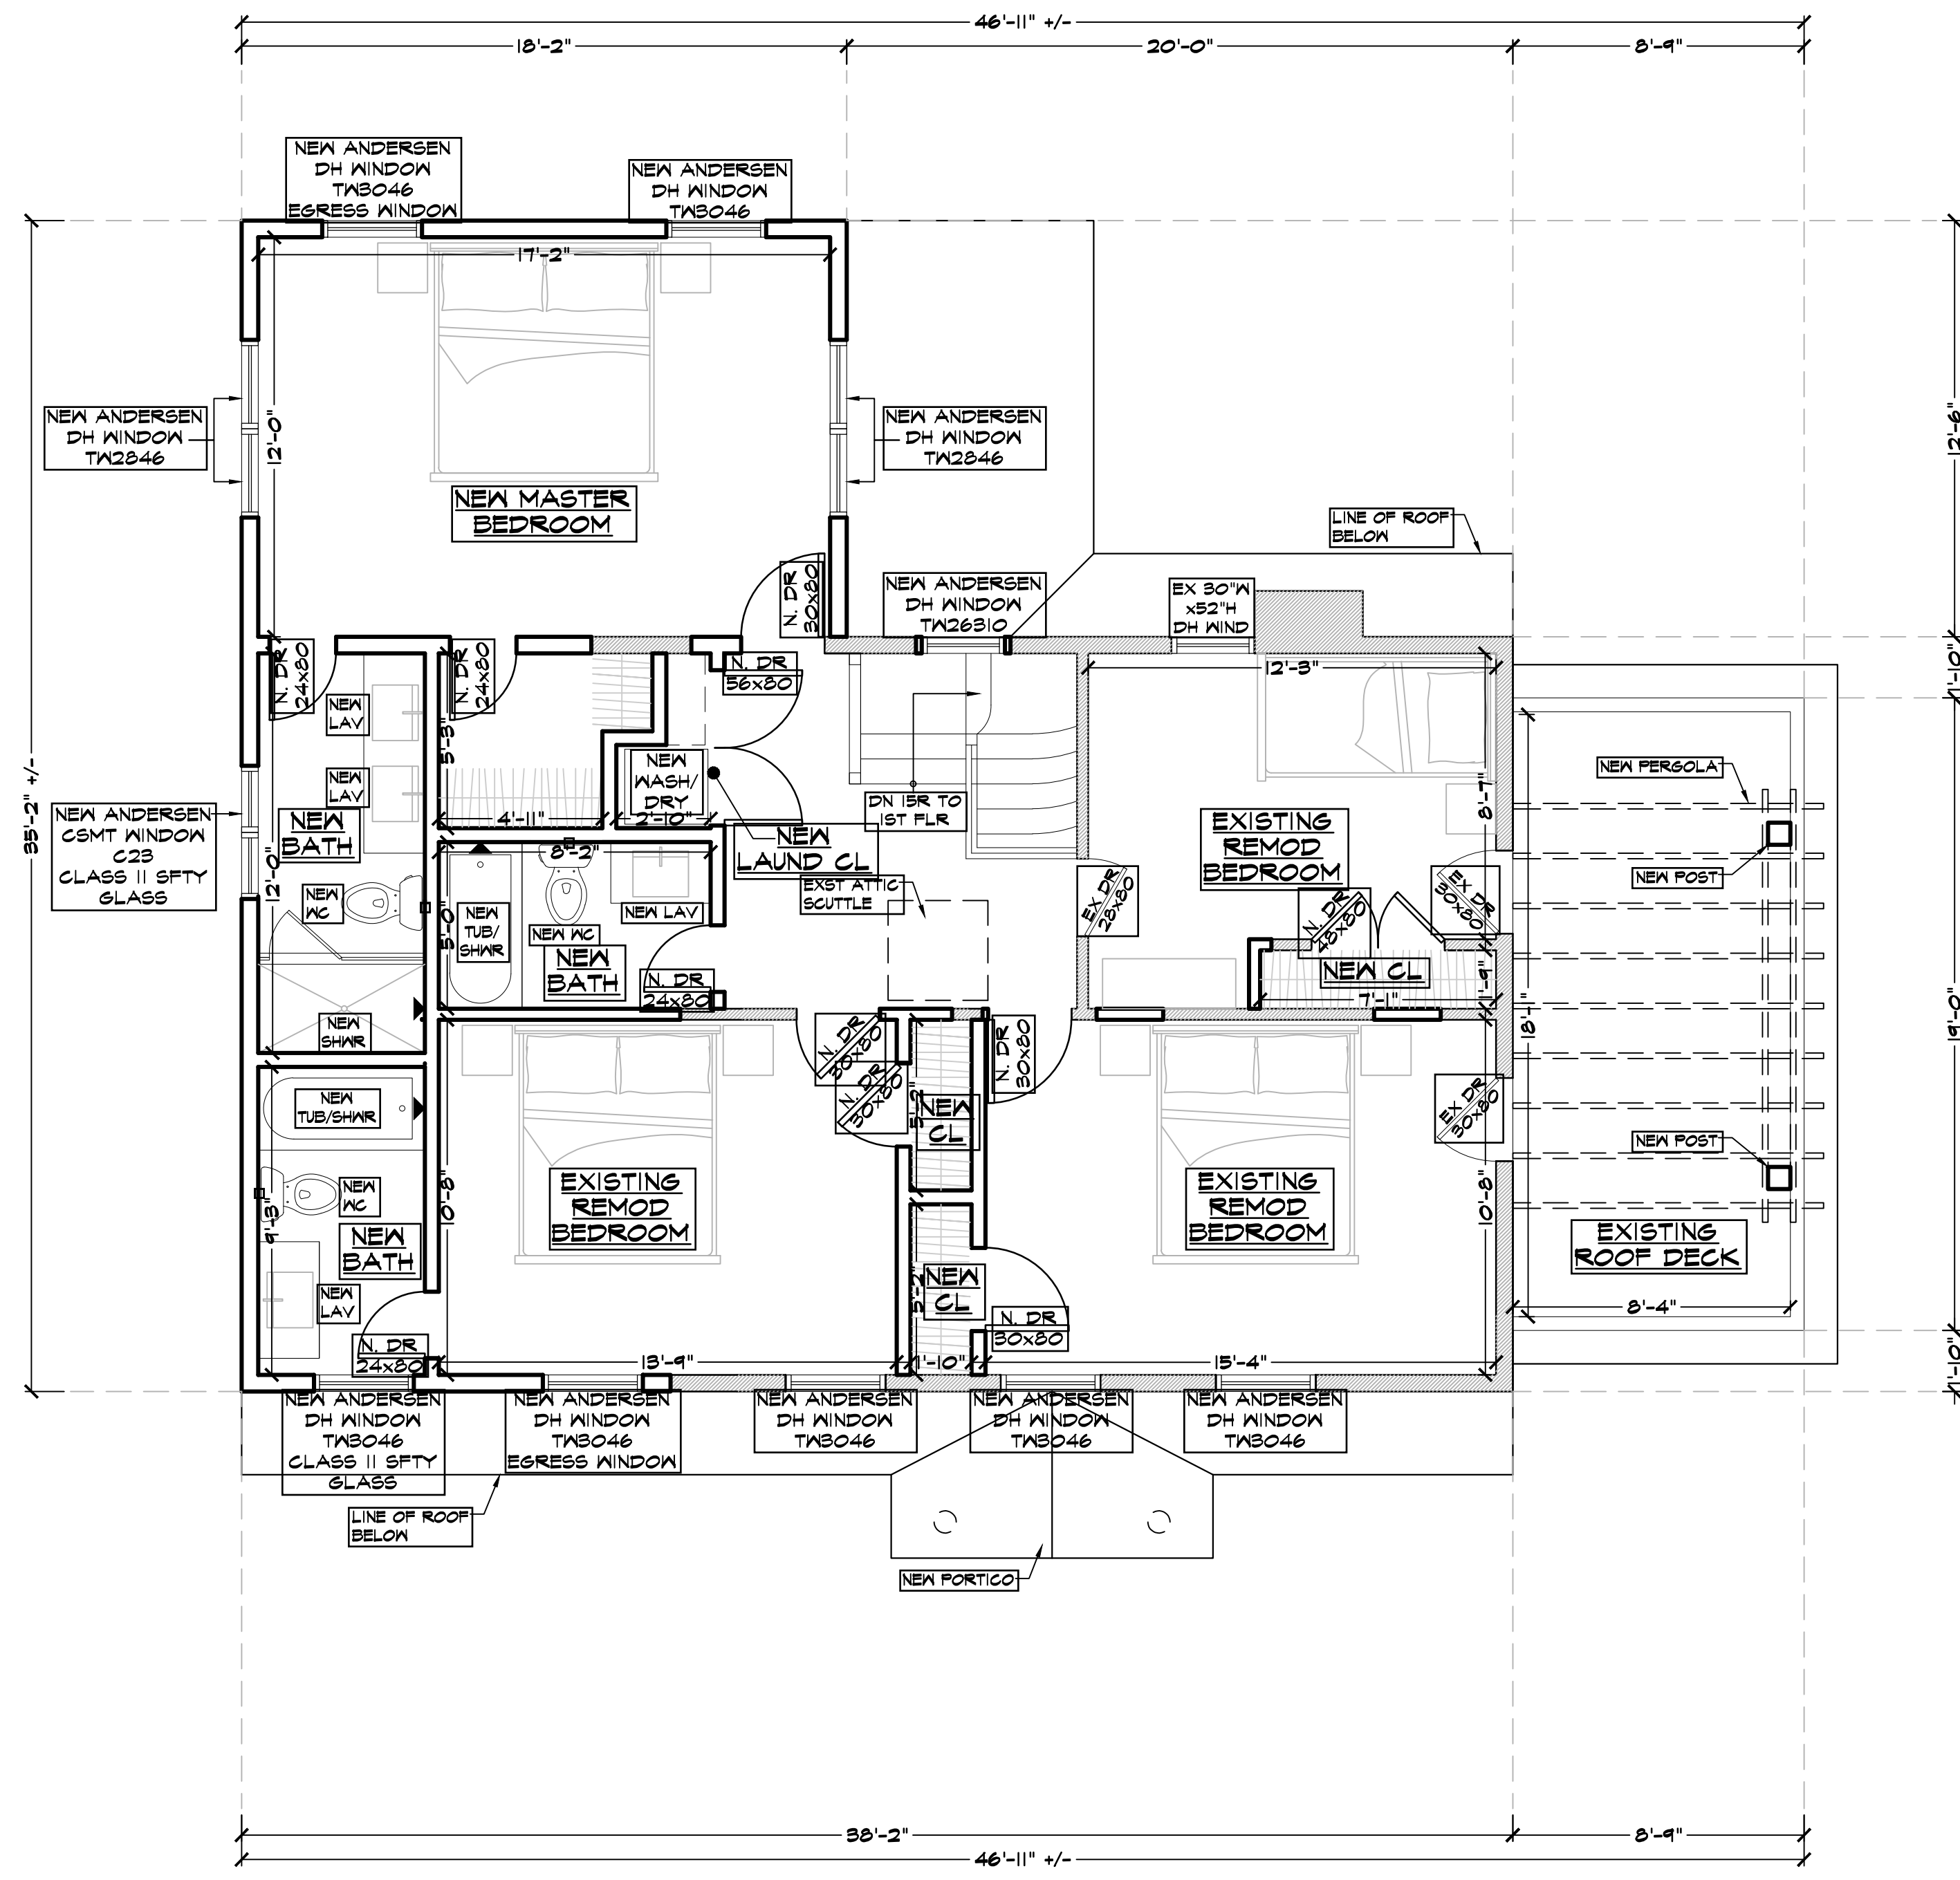 46'-11" +/-
18'-2"
20'-0"
8'-9"
NEW ANDERSEN
DH WINDOW
TW3046
EGRESS WINDOW
NEW ANDERSEN
DH WINDOW
TW3046
17'-2"
12'-0"
NEW ANDERSEN
DH WINDOW
TW2846
NEW ANDERSEN
DH WINDOW
TW2846
12'-6"
NEW MASTER
BEDROOM
LINE OF ROOF
BELOW
N. DR
30x80
NEW ANDERSEN
DH WINDOW
TW26310
EX 30"W
x52"H
DH WIND
N. DR
24x80
N. DR
24x80
N. DR
56x80
12'-3"
1'-10"
NEW
LAV
NEW
LAV
5'-3"
NEW
WASH/
DRY
4'-11"
2'-10"
DN 15R TO
1ST FLR
8'-7"
NEW PERGOLA
35'-2" +/-
NEW ANDERSEN
CSMT WINDOW
C23
CLASS II SFTY
GLASS
NEW
BATH
8'-2"
NEW
LAUND CL
EXISTING
REMOD
BEDROOM
12'-0"
NEW
WC
NEW
TUB/
SHWR
5'-0"
NEW WC
NEW LAV
EXST ATTIC
SCUTTLE
EX DR
28x80
N. DR
48x80
EX DR
30x80
NEW POST
NEW
BATH
N. DR
24x80
NEW CL
7'-1"
1'-9"
18'-1"
19'-0"
NEW
SHWR
N. DR
30x80
N. DR
30x80
N. DR
30x80
NEW
TUB/SHWR
5'-2"
NEW
CL
EX DR
30x80
NEW POST
NEW
WC
9'-3"
10'-8"
EXISTING
REMOD
BEDROOM
EXISTING
REMOD
BEDROOM
10'-8"
NEW
BATH
EXISTING
ROOF DECK
NEW
LAV
5'-2"
NEW
CL
8'-4"
N. DR
24x80
N. DR
30x80
13'-9"
1'-10"
15'-4"
1'-10"
NEW ANDERSEN
DH WINDOW
TW3046
CLASS II SFTY
GLASS
NEW ANDERSEN
DH WINDOW
TW3046
EGRESS WINDOW
NEW ANDERSEN
DH WINDOW
TW3046
NEW ANDERSEN
DH WINDOW
TW3046
NEW ANDERSEN
DH WINDOW
TW3046
LINE OF ROOF
BELOW
NEW PORTICO
38'-2"
8'-9"
46'-11" +/-